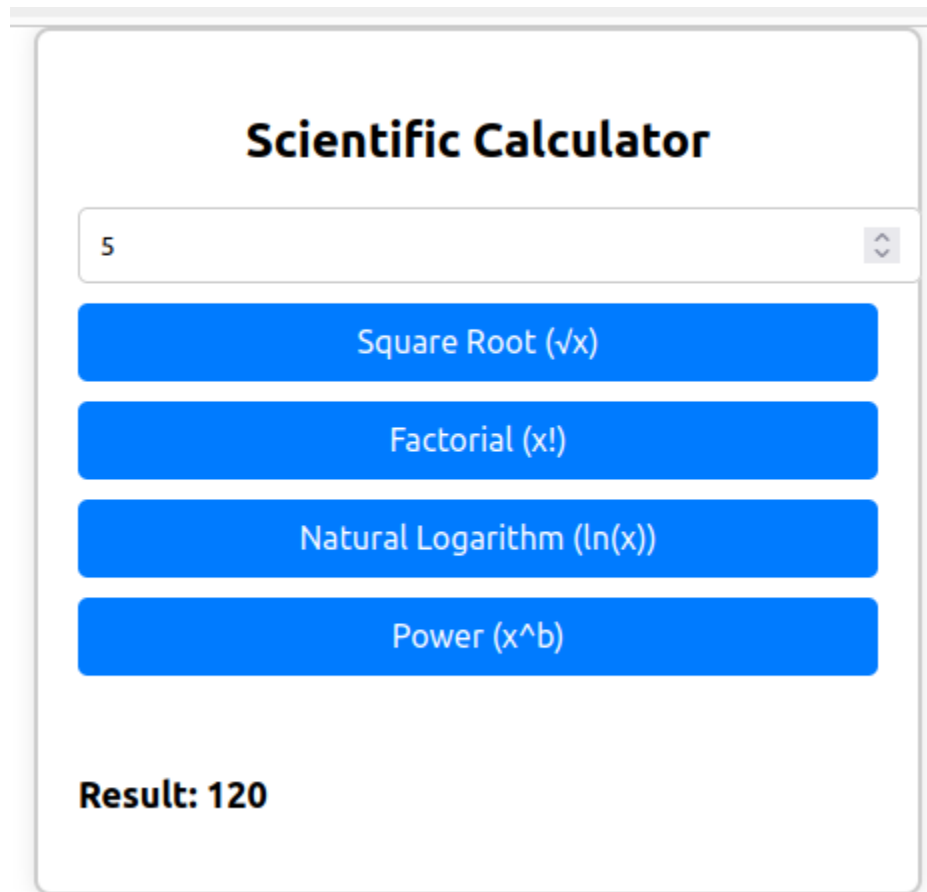 Scientific Calculator
5
Square Root (√x)
Factorial (x!)
Natural Logarithm (ln(x))
Power (x^b)
Result: 120